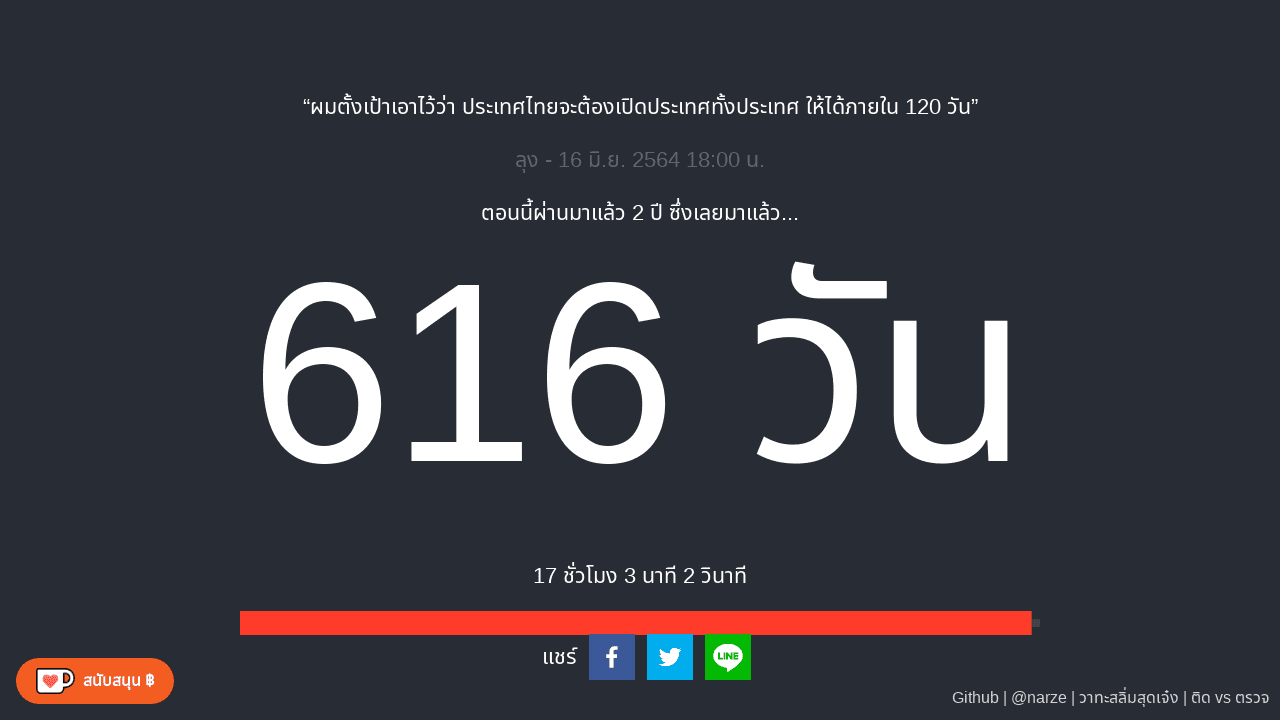 “ผมตั้งเป้าเอาไว้ว่า ประเทศไทยจะต้องเปิดประเทศทั้งประเทศ ให้ได้ภายใน 120 วัน”
ลุง - 16 มิ.ย. 2564 18:00 น.
ตอนนี้ผ่านมาแล้ว 2 ปี ซึ่งเลยมาแล้ว...
616 วัน
17 ชั่วโมง 3 นาที 2 วินาที
แชร์
LINE
สนับสนุน ฿
Github | @narze | วาทะสลิ่มสุดเจ๋ง | ติด vs ตรวจ